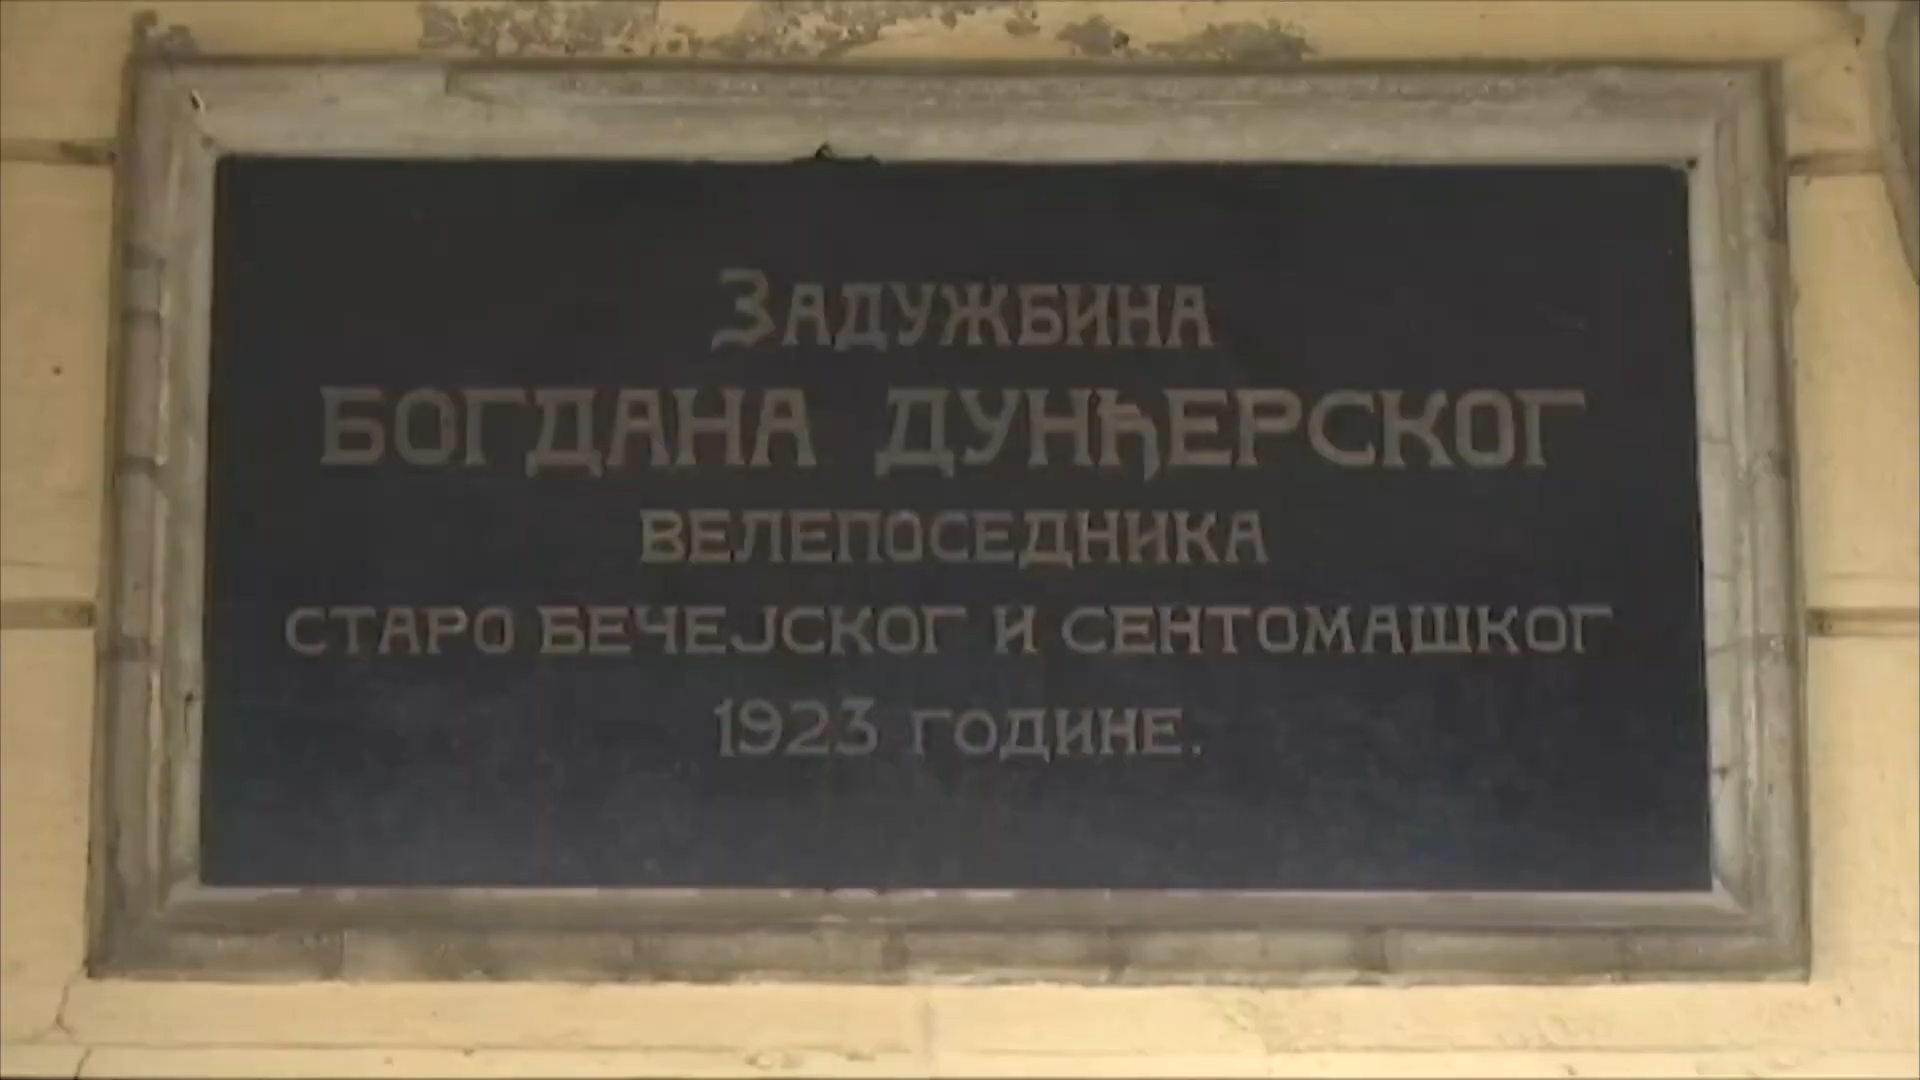 Задужбина
БОГДАНА ДУНЂЕРСКОГ
ВЕЛЕПОСЕДНИКА
СТАРО БЕЧЕЈСКОГ И СЕНТОМАШКОГ
1923 ГОДИНЕ.